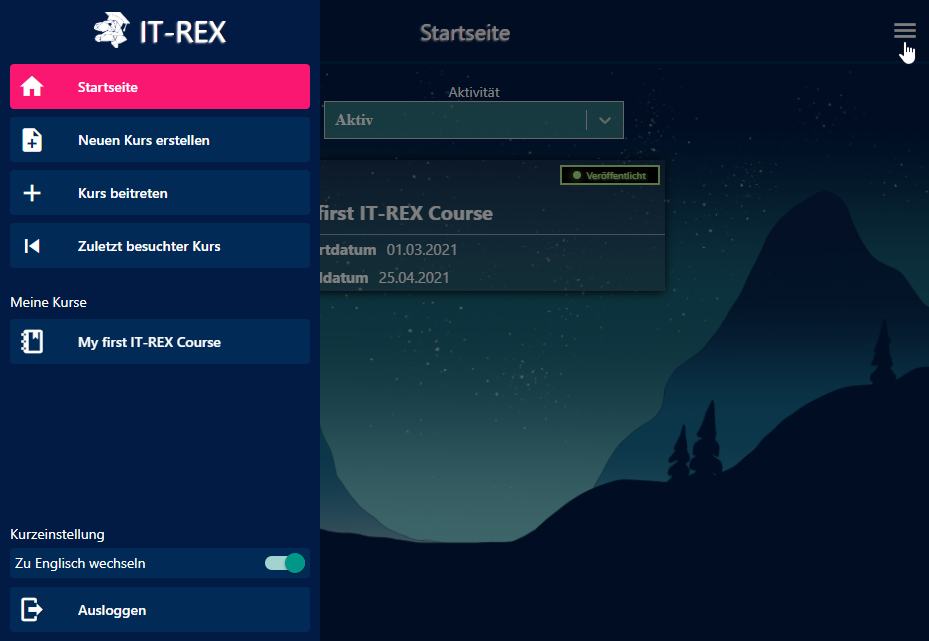 IT-REX
Startseite
Neuen Kurs erstellen
Kurs beitreten
Zuletzt besuchter Kurs
Meine Kurse
My first IT-REX Course
Kurzeinstellung
Zu Englisch wechseln
Ausloggen
Startseite
Aktivität
Aktiv
Veröffentlicht
first IT-REX Course
rtdatum 01.03.2021
ddatum 25.04.2021